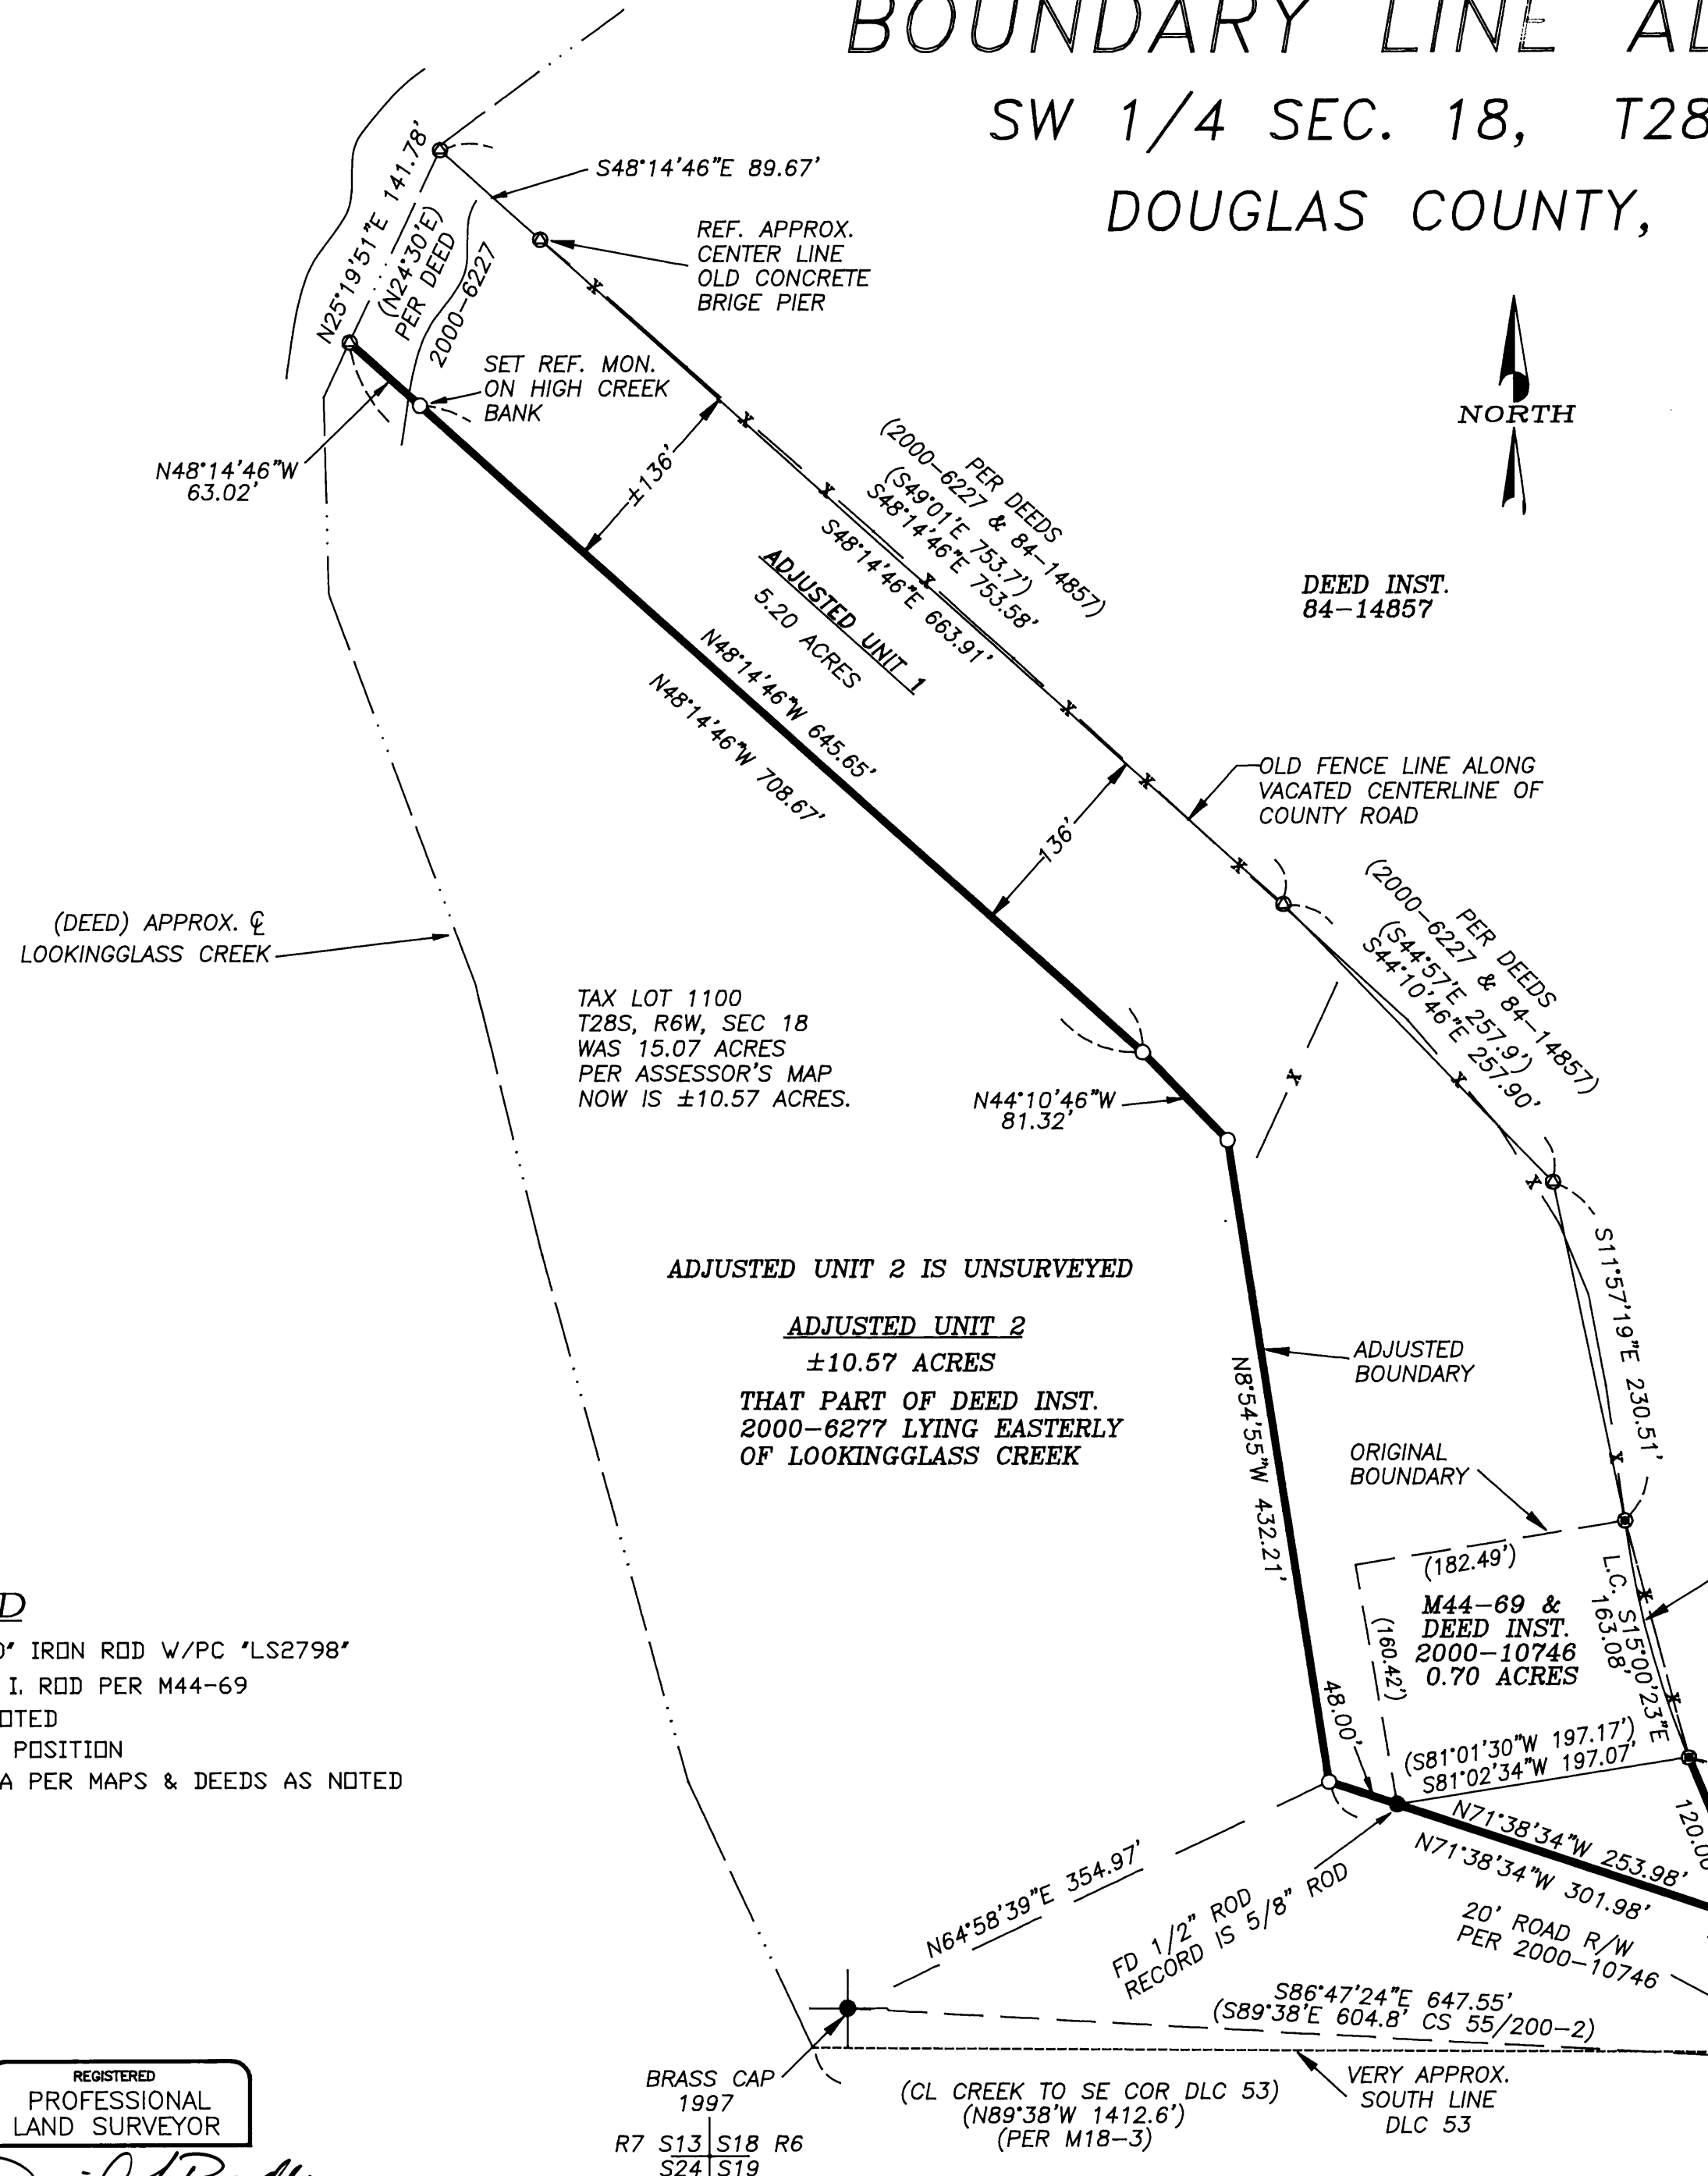 BOUNDARY LINE
SW 1/4 SEC. 18, T28
DOUGLAS COUNTY,
N25°19'51"E 141.78'
(N24°30'E)
PER DEED
2000-6227
S48°14'46"E 89.67'
REF. APPROX.
CENTER LINE
OLD CONCRETE
BRIGE PIER
SET REF. MON.
ON HIGH CREEK
BANK
N48°14'46"W
63.02'
±136'
NORTH
PER DEEDS
(2000-6227 & 84-14857)
(S49°01'E 753.7')
S48°14'46"E 753.58'
S48°14'46"E 663.91'
DEED INST.
84-14857
ADJUSTED UNIT 1
5.20 ACRES
N48°14'46"W 645.65'
N48°14'46"W 708.67'
136'
OLD FENCE LINE ALONG
VACATED CENTERLINE OF
COUNTY ROAD
(DEED) APPROX. ℄
LOOKINGGLASS CREEK
PER DEEDS
(2000-6227 & 84-14857)
(S44°57'E 257.9')
S44°10'46"E 257.90'
TAX LOT 1100
T28S, R6W, SEC 18
WAS 15.07 ACRES
PER ASSESSOR'S MAP
NOW IS ±10.57 ACRES.
N44°10'46"W
81.32'
S11°57'19"E 230.51'
ADJUSTED UNIT 2 IS UNSURVEYED
ADJUSTED UNIT 2
±10.57 ACRES
THAT PART OF DEED INST.
2000-6277 LYING EASTERLY
OF LOOKINGGLASS CREEK
ADJUSTED
BOUNDARY
N8°54'55"W 432.21'
ORIGINAL
BOUNDARY
(182.49')
M44-69 &
DEED INST.
2000-10746
0.70 ACRES
(160.42')
L.C. S15°00'23"E
163.08'
48.00'
(S81°01'30"W 197.17')
S81°02'34"W 197.07'
D
0" IRON ROD W/PC "LS2798"
I. ROD PER M44-69
OTED
POSITION
A PER MAPS & DEEDS AS NOTED
N71°38'34"W 253.98'
N71°38'34"W 301.98'
120.00
N64°58'39"E 354.97'
FD 1/2" ROD
RECORD IS 5/8" ROD
20' ROAD R/W
PER 2000-10746
S86°47'24"E 647.55'
(S89°38'E 604.8' CS 55/200-2)
BRASS CAP
1997
R7 S13 S18 R6
S24 S19
(CL CREEK TO SE COR DLC 53)
(N89°38'W 1412.6')
(PER M18-3)
VERY APPROX.
SOUTH LINE
DLC 53
REGISTERED
PROFESSIONAL
LAND SURVEYOR